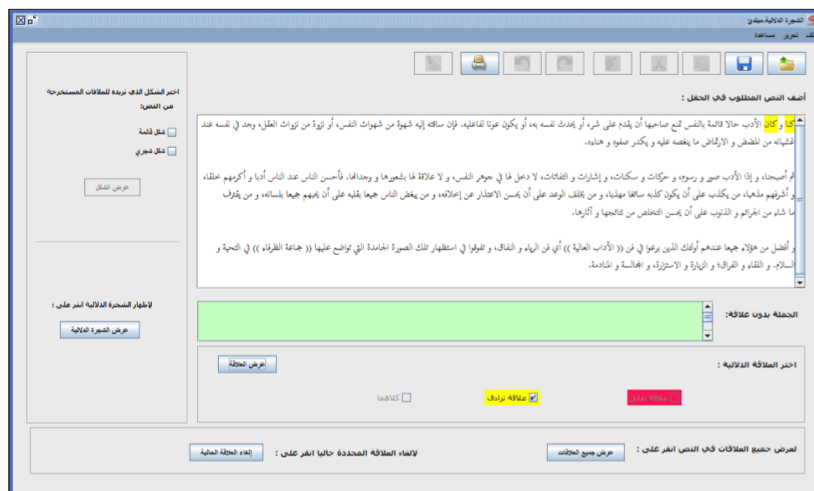 الشجرة الدلالية.مبتدئ
ملف تحرير مساعدة
أضف النص المطلوب في الحقل :
كنا و كان الأدب حالا قائمة بالنفس تمنع صاحبها أن يقدم على شر، أو يحدث نفسه به، أو يكون عونا لفاعليه. فإن ساقته إليه شهوة من شهوات النفس، أو نزوة من نزوات العقل، وجد في نفسه عند
غشيانه من المضض و الارتماض ما ينغصه عليه و يكدر صفوه و هناءه.
ثم أصبحنا، و إذا الأدب صور و رسوم، و حركات و سكنات، و إشارات و التفاتات، لا دخل لها في جوهر النفس، و لا علاقة لها بشعورها و وجدانها. فأحسن الناس عند الناس أدبا و أكرمهم خلقا،
و أشرفهم مذهبا، من يكذب على أن يكون كذبه سائغا مهذبا، و من يخلف الوعد على أن يحسن الاعتذار عن إخلافه، و من يبغض الناس جميعا بقلبه على أن يحبهم جميعا بلسانه، و من يقترف
ما شاء من الجرائم و الذنوب على أن يحسن التخلص من نتائجها و آثارها.
و أفضل من هؤلاء جميعا عندهم أولئك الذين برعوا في فن (( الآداب العالية )) أي فن الرياء و النفاق، و تفوقوا في استظهار تلك الصورة الجامدة التي تواضع عليها (( جماعة الظرفاء )) في التحية و
السلام. و اللقاء و الفراق؛ و الزيارة و الاستزارة، و المجالسة و المنادمة.
الجملة بدون علاقة:
اختر العلاقة الدلالية :
عرض العلاقة
علاقة تقابل علاقة ترادف كلاهما
لعرض جميع العلاقات في النص انقر على : عرض جميع العلاقات لإلغاء العلاقة المحددة حاليا انقر على : إلغاء العلاقة الحالية
اختر الشكل الذي تريده للعلاقات المستخرجة
من النص:
شكل قائمة
شكل شجري
عرض الشكل
لإظهار الشجرة الدلالية انقر على :
عرض الشجرة الدلالية